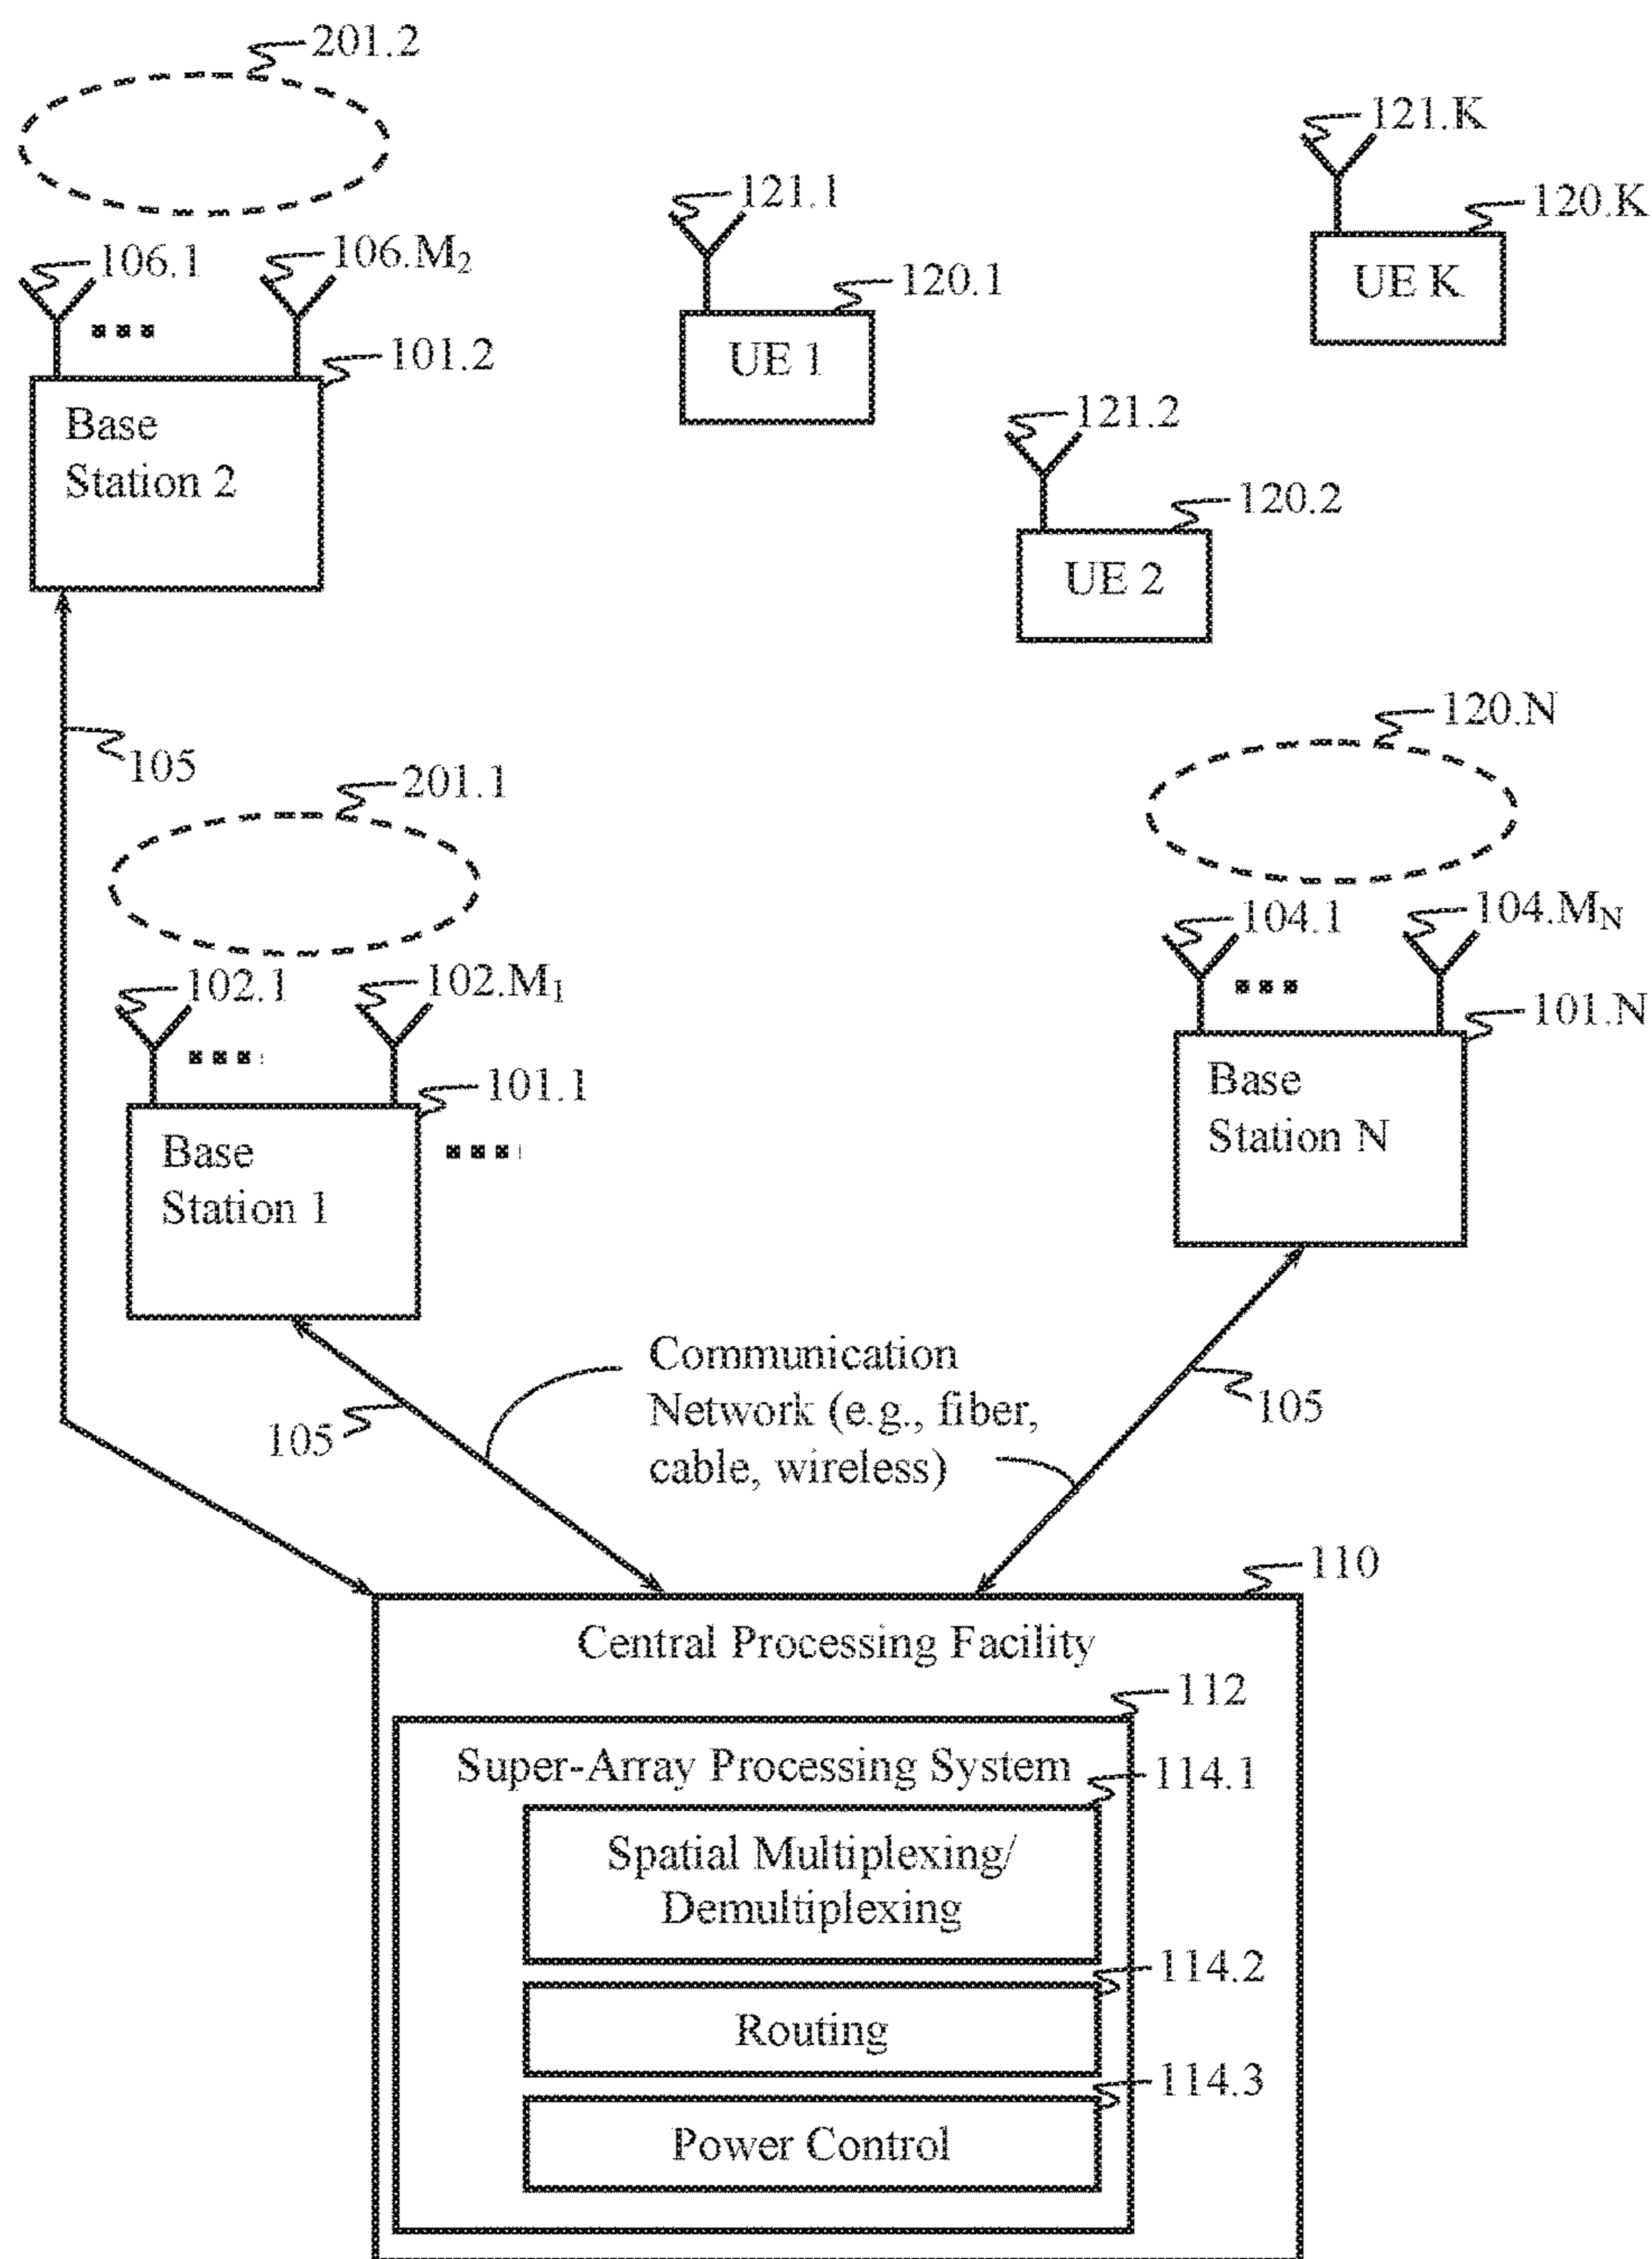 201.2
121.K
120.K
UE K
121.1
120.1
UE 1
106.1
106.M2
101.2
Base
Station 2
121.2
120.2
UE 2
120.N
105
201.1
104.1
104.MN
101.N
Base
Station N
102.1
102.M1
101.1
Base
Station 1
Communication
Network (e.g., fiber,
cable, wireless)
105
105
110
Central Processing Facility
112
Super-Array Processing System
114.1
Spatial Multiplexing/
Demultiplexing
114.2
Routing
114.3
Power Control